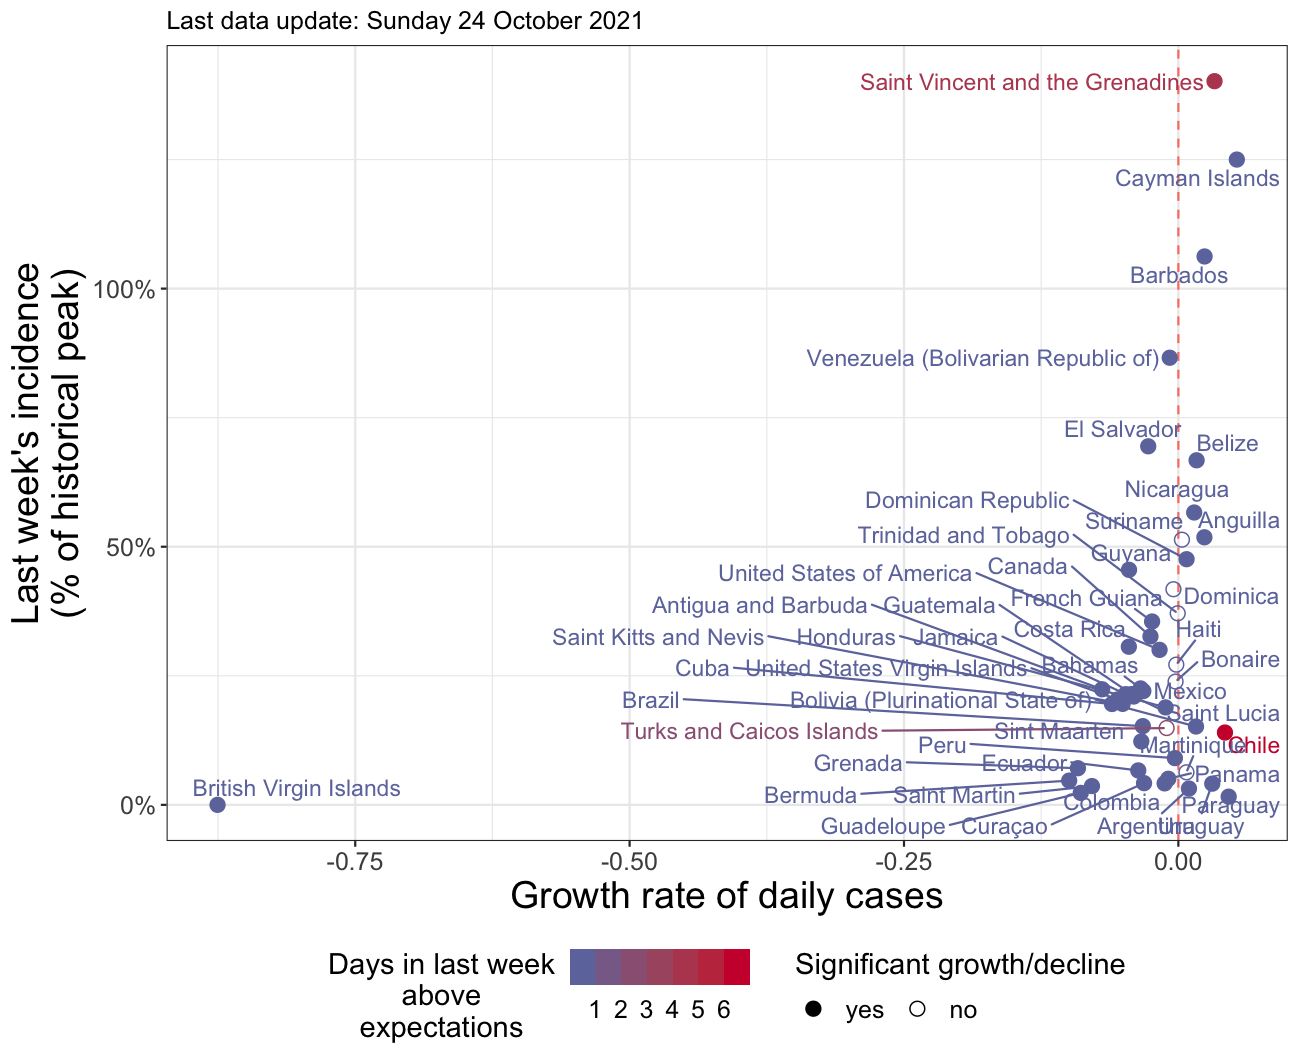 Last data update: Sunday 24 October 2021
Last week's incidence
(% of historical peak)
100%
50%
0%
Saint Vincent and the Grenadines
Cayman Islands
Barbados
Venezuela (Bolivarian Republic of)
El Salvador
Belize
Nicaragua
Dominican Republic
Suriname
Anguilla
Trinidad and Tobago
Guyana
Canada
United States of America
French Guiana
Dominica
Antigua and Barbuda
Guatemala
Costa Rica
Haiti
Saint Kitts and Nevis
Honduras
Jamaica
Bonaire
Cuba
United States Virgin Islands
Bahamas
Mexico
Brazil
Bolivia (Plurinational State of)
Saint Lucia
Turks and Caicos Islands
Sint Maarten
Peru
Martinique
Chile
Grenada
Ecuador
Panama
British Virgin Islands
Bermuda
Saint Martin
Colombia
Paraguay
Guadeloupe
Curaçao
Argentina
Uruguay
-0.75
-0.50
-0.25
0.00
Growth rate of daily cases
Days in last week
above
expectations
1 2 3 4 5 6
Significant growth/decline
yes
no